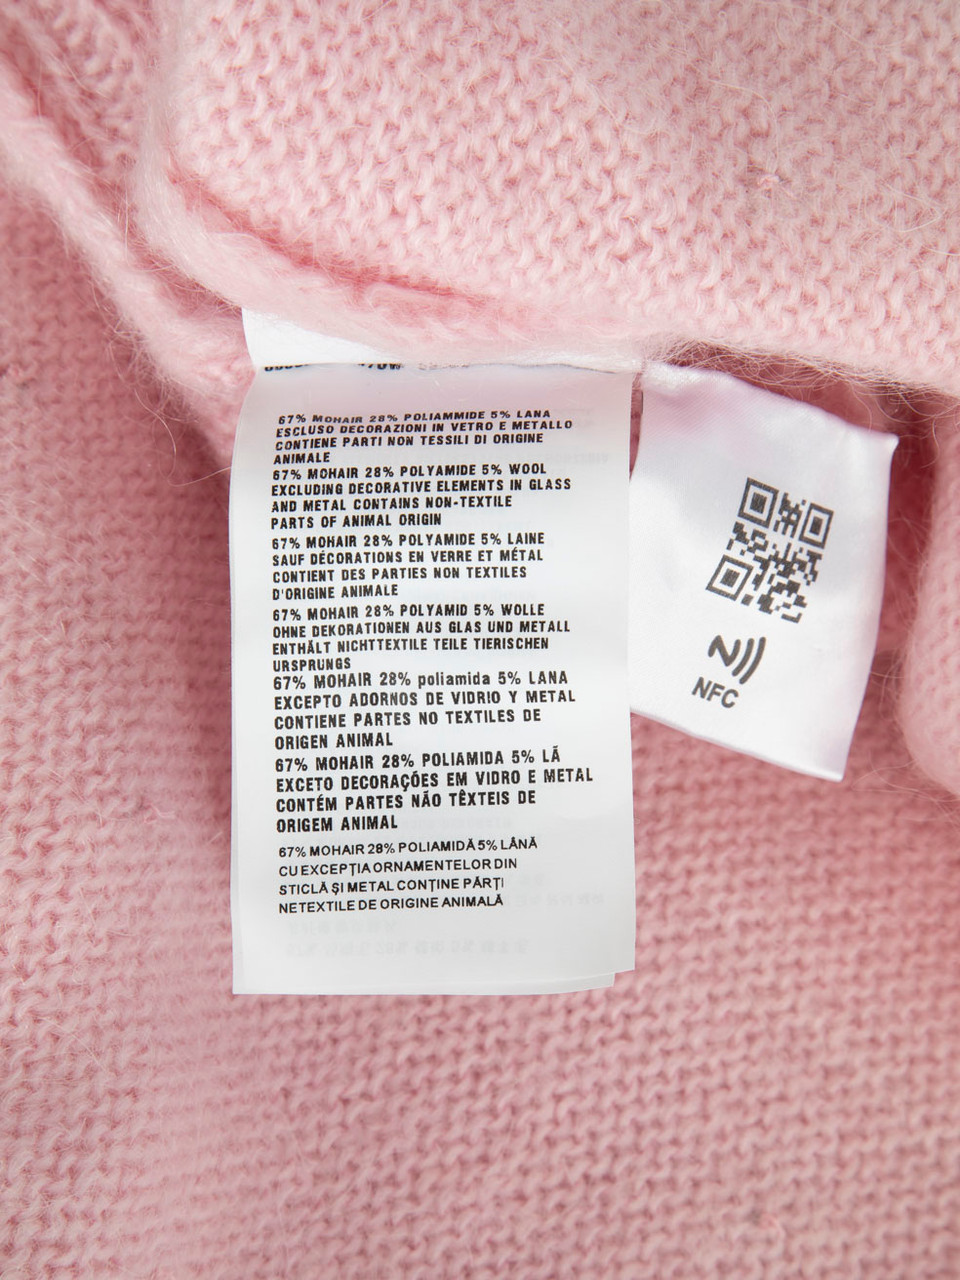 67% MOHAIR 28% POLIAMMIDE 5% LANA
ESCLUSO DECORAZIONI IN VETRO E METALLO
CONTIENE PARTI NON TESSILI DI ORIGINE
ANIMALE
67% MOHAIR 28% POLYAMIDE 5% WOOL
EXCLUDING DECORATIVE ELEMENTS IN GLASS
AND METAL CONTAINS NON-TEXTILE
PARTS OF ANIMAL ORIGIN
67% MOHAIR 28% POLYAMIDE 5% LAINE
SAUF DÉCORATIONS EN VERRE ET MÉTAL
CONTIENT DES PARTIES NON TEXTILES
D'ORIGINE ANIMALE
67% MOHAIR 28% POLYAMID 5% WOLLE
OHNE DEKORATIONEN AUS GLAS UND METALL
ENTHÄLT NICHTTEXTILE TEILE TIERISCHEN
URSPRUNGS
67% MOHAIR 28% poliamida 5% LANA
EXCEPTO ADORNOS DE VIDRIO Y METAL
CONTIENE PARTES NO TEXTILES DE
ORIGEN ANIMAL
67% MOHAIR 28% POLIAMIDA 5% LÃ
EXCETO DECORAÇÕES EM VIDRO E METAL
CONTÉM PARTES NÃO TÊXTEIS DE
ORIGEM ANIMAL
67% MOHAIR 28% POLIAMIDĂ 5% LÂNĂ
CU EXCEPȚIA ORNAMENTELOR DIN
STICLĂ ȘI METAL CONȚINE PĂRȚI
NETEXTILE DE ORIGINE ANIMALĂ
NFC